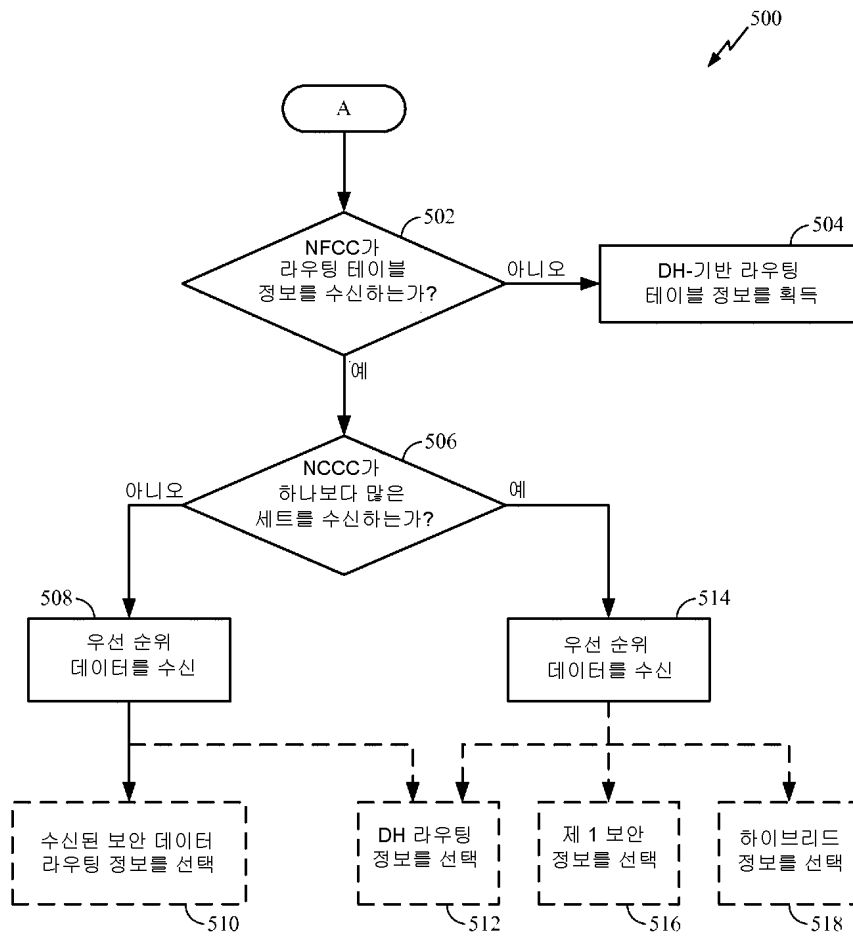 500
A
502
NFCC가
라우팅 테이블
정보를 수신하는가?
아니오
504
DH-기반 라우팅
테이블 정보를 획득
예
506
NCCC가
하나보다 많은
세트를 수신하는가?
아니오
예
508
우선 순위
데이터를 수신
514
우선 순위
데이터를 수신
수신된 보안 데이터
라우팅 정보를 선택
510
DH 라우팅
정보를 선택
512
제 1 보안
정보를 선택
516
하이브리드
정보를 선택
518